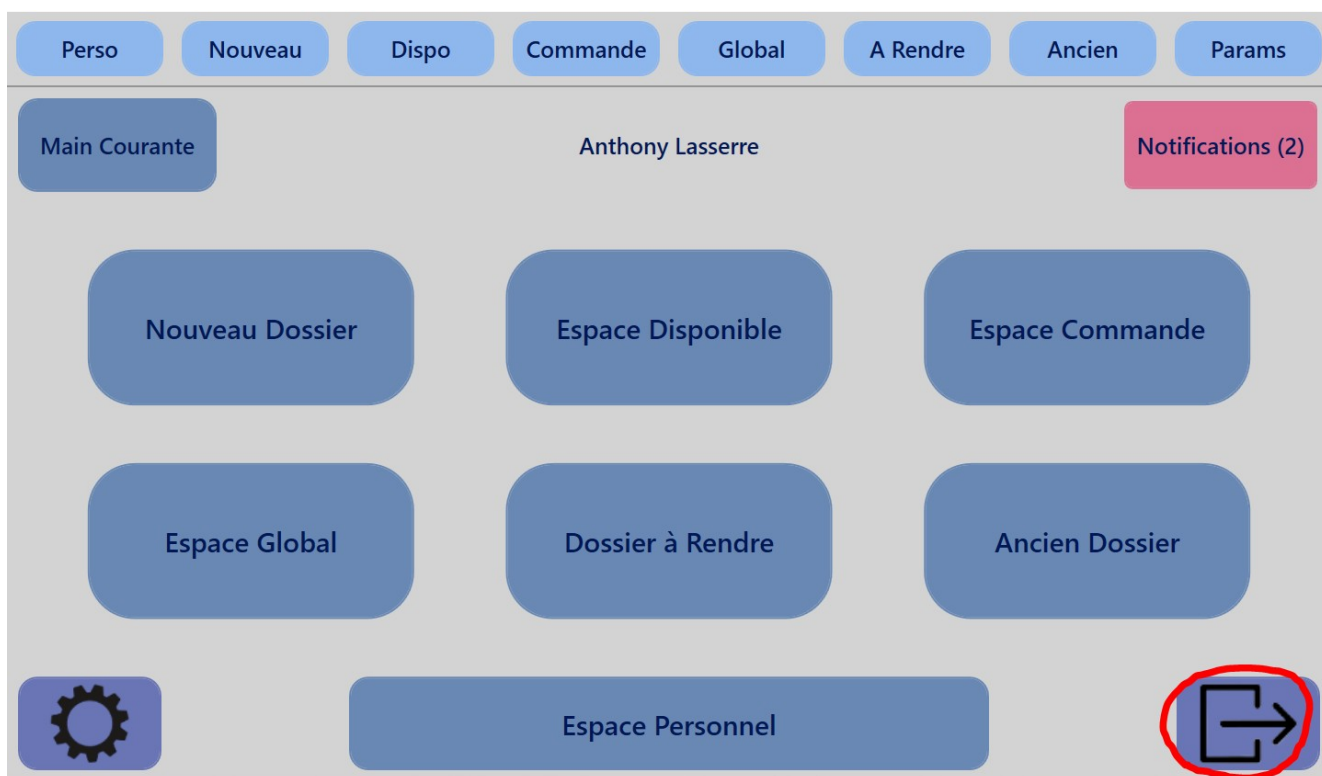 Perso Nouveau Dispo Commande Global A Rendre Ancien Params
Main Courante Anthony Lasserre Notifications (2)
Nouveau Dossier Espace Disponible Espace Commande
Espace Global Dossier à Rendre Ancien Dossier
Espace Personnel